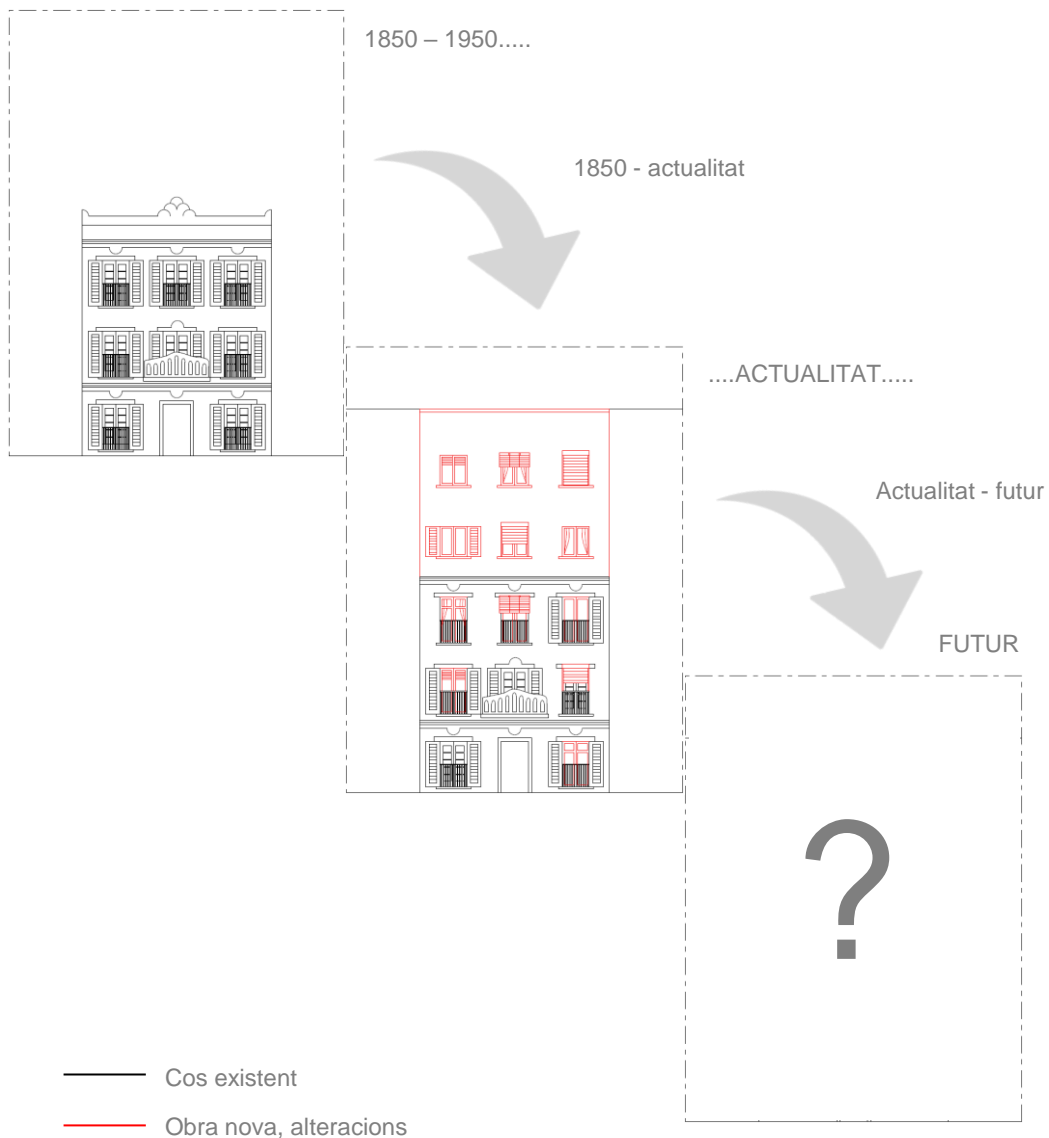 1850 – 1950.....
1850 - actualitat
....ACTUALITAT.....
Actualitat - futur
FUTUR
?
Cos existent
Obra nova, alteracions